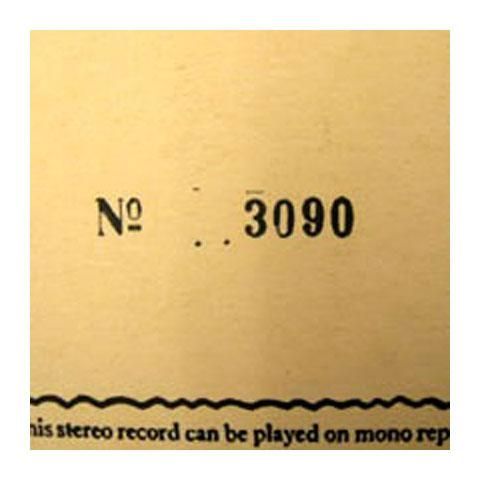 Nº 3090
his stereo record can be played on mono rep